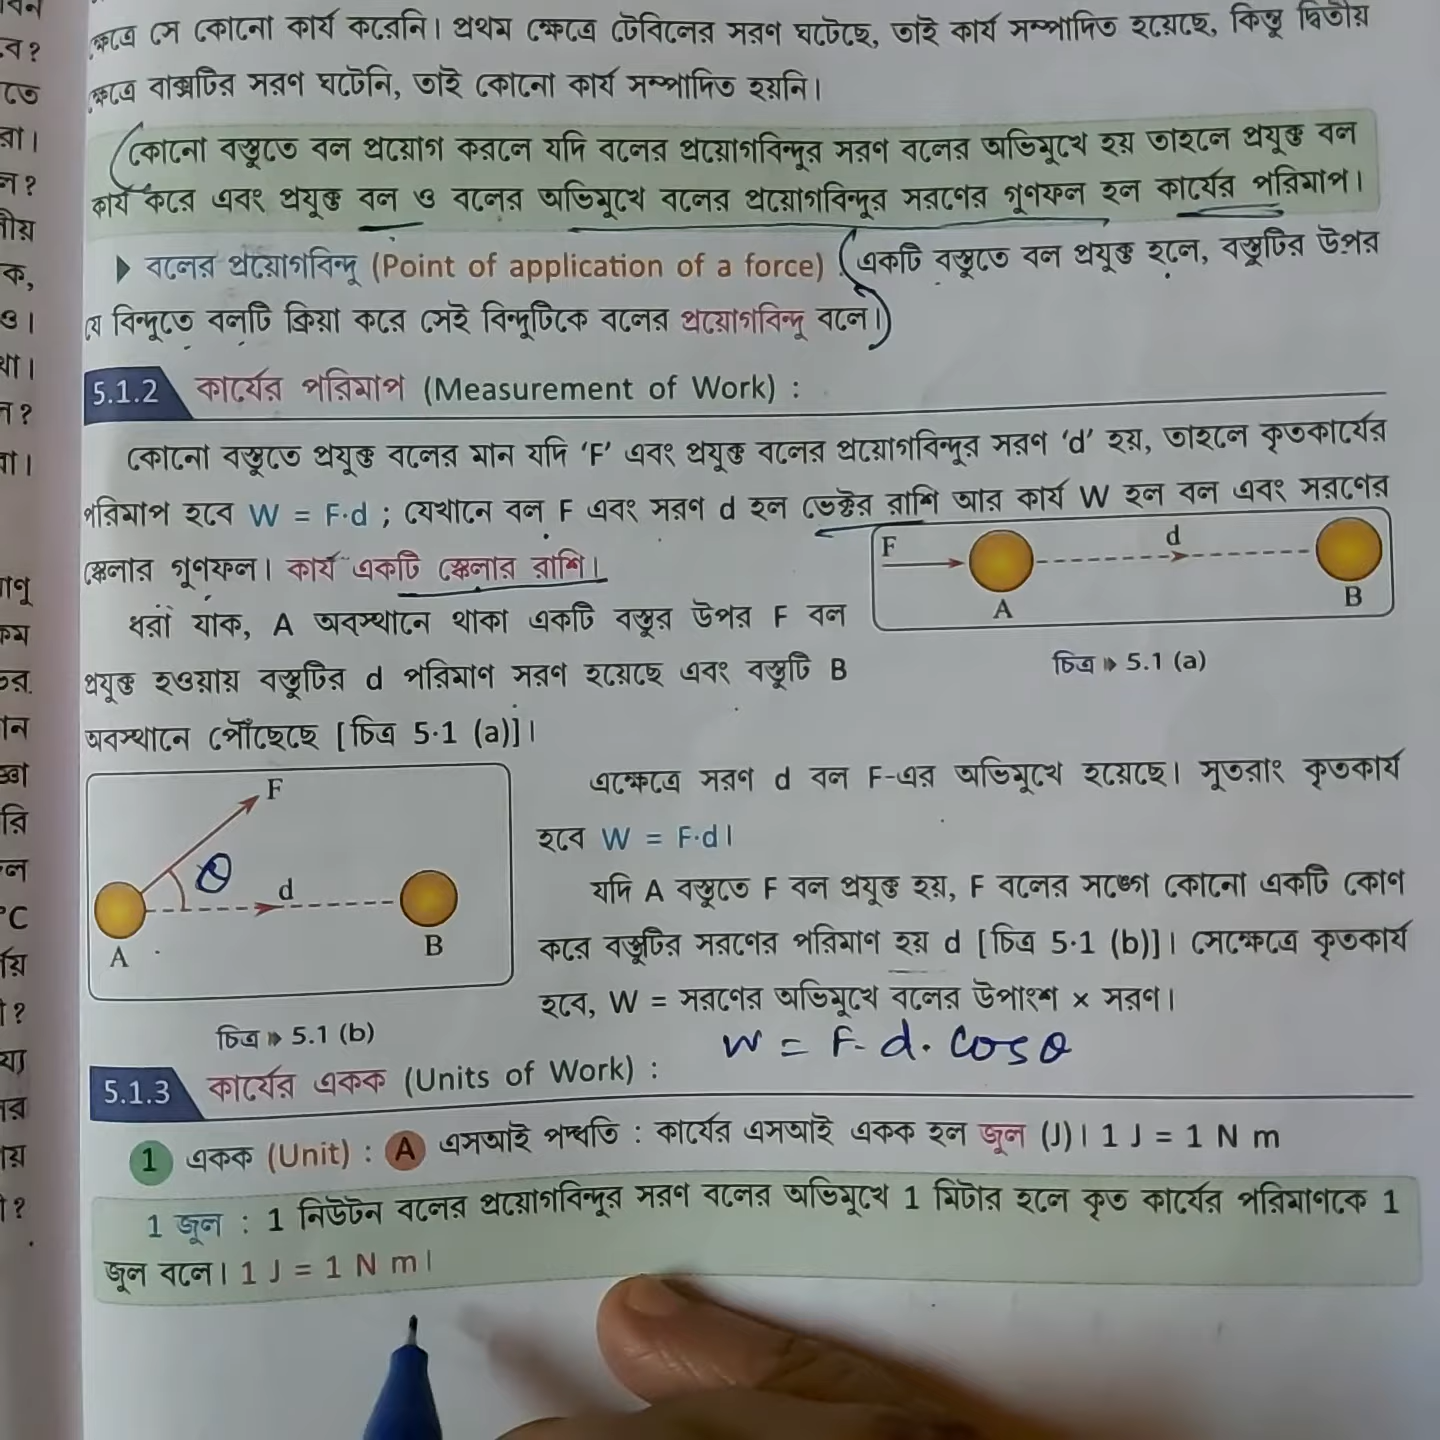 ক্ষেত্রে সে কোনো কার্য করেনি। প্রথম ক্ষেত্রে টেবিলের সরণ ঘটেছে, তাই কার্য সম্পাদিত হয়েছে, কিন্তু দ্বিতীয়
ক্ষেত্রে বাক্সটির সরণ ঘটেনি, তাই কোনো কার্য সম্পাদিত হয়নি।
কোনো বস্তুতে বল প্রয়োগ করলে যদি বলের প্রয়োগবিন্দুর সরণ বলের অভিমুখে হয় তাহলে প্রযুক্ত বল
কার্য করে এবং প্রযুক্ত বল ও বলের অভিমুখে বলের প্রয়োগবিন্দুর সরণের গুণফল হল কার্যের পরিমাপ।
▶ বলের প্রয়োগবিন্দু (Point of application of a force) : একটি বস্তুতে বল প্রযুক্ত হলে, বস্তুটির উপর
যে বিন্দুতে বলটি ক্রিয়া করে সেই বিন্দুটিকে বলের প্রয়োগবিন্দু বলে।
5.1.2 কার্যের পরিমাপ (Measurement of Work) :
কোনো বস্তুতে প্রযুক্ত বলের মান যদি ‘F’ এবং প্রযুক্ত বলের প্রয়োগবিন্দুর সরণ ‘d’ হয়, তাহলে কৃতকার্যের
পরিমাপ হবে W = F·d ; যেখানে বল F এবং সরণ d হল ভেক্টর রাশি আর কার্য W হল বল এবং সরণের
স্কেলার গুণফল। কার্য একটি স্কেলার রাশি।
F d
A B
চিত্র 5.1 (a)
ধরা যাক, A অবস্থানে থাকা একটি বস্তুর উপর F বল
প্রযুক্ত হওয়ায় বস্তুটির d পরিমাণ সরণ হয়েছে এবং বস্তুটি B
অবস্থানে পৌঁছেছে [চিত্র 5·1 (a)]।
F
θ
d
A B
চিত্র 5.1 (b)
এক্ষেত্রে সরণ d বল F-এর অভিমুখে হয়েছে। সুতরাং কৃতকার্য
হবে W = F·d।
যদি A বস্তুতে F বল প্রযুক্ত হয়, F বলের সঙ্গে কোনো একটি কোণ
করে বস্তুটির সরণের পরিমাণ হয় d [চিত্র 5·1 (b)]। সেক্ষেত্রে কৃতকার্য
হবে, W = সরণের অভিমুখে বলের উপাংশ × সরণ।
W = F. d. cosθ
5.1.3 কার্যের একক (Units of Work) :
1 একক (Unit) : A এসআই পদ্ধতি : কার্যের এসআই একক হল জুল (J)। 1 J = 1 N m
1 জুল : 1 নিউটন বলের প্রয়োগবিন্দুর সরণ বলের অভিমুখে 1 মিটার হলে কৃত কার্যের পরিমাণকে 1
জুল বলে। 1 J = 1 N m।